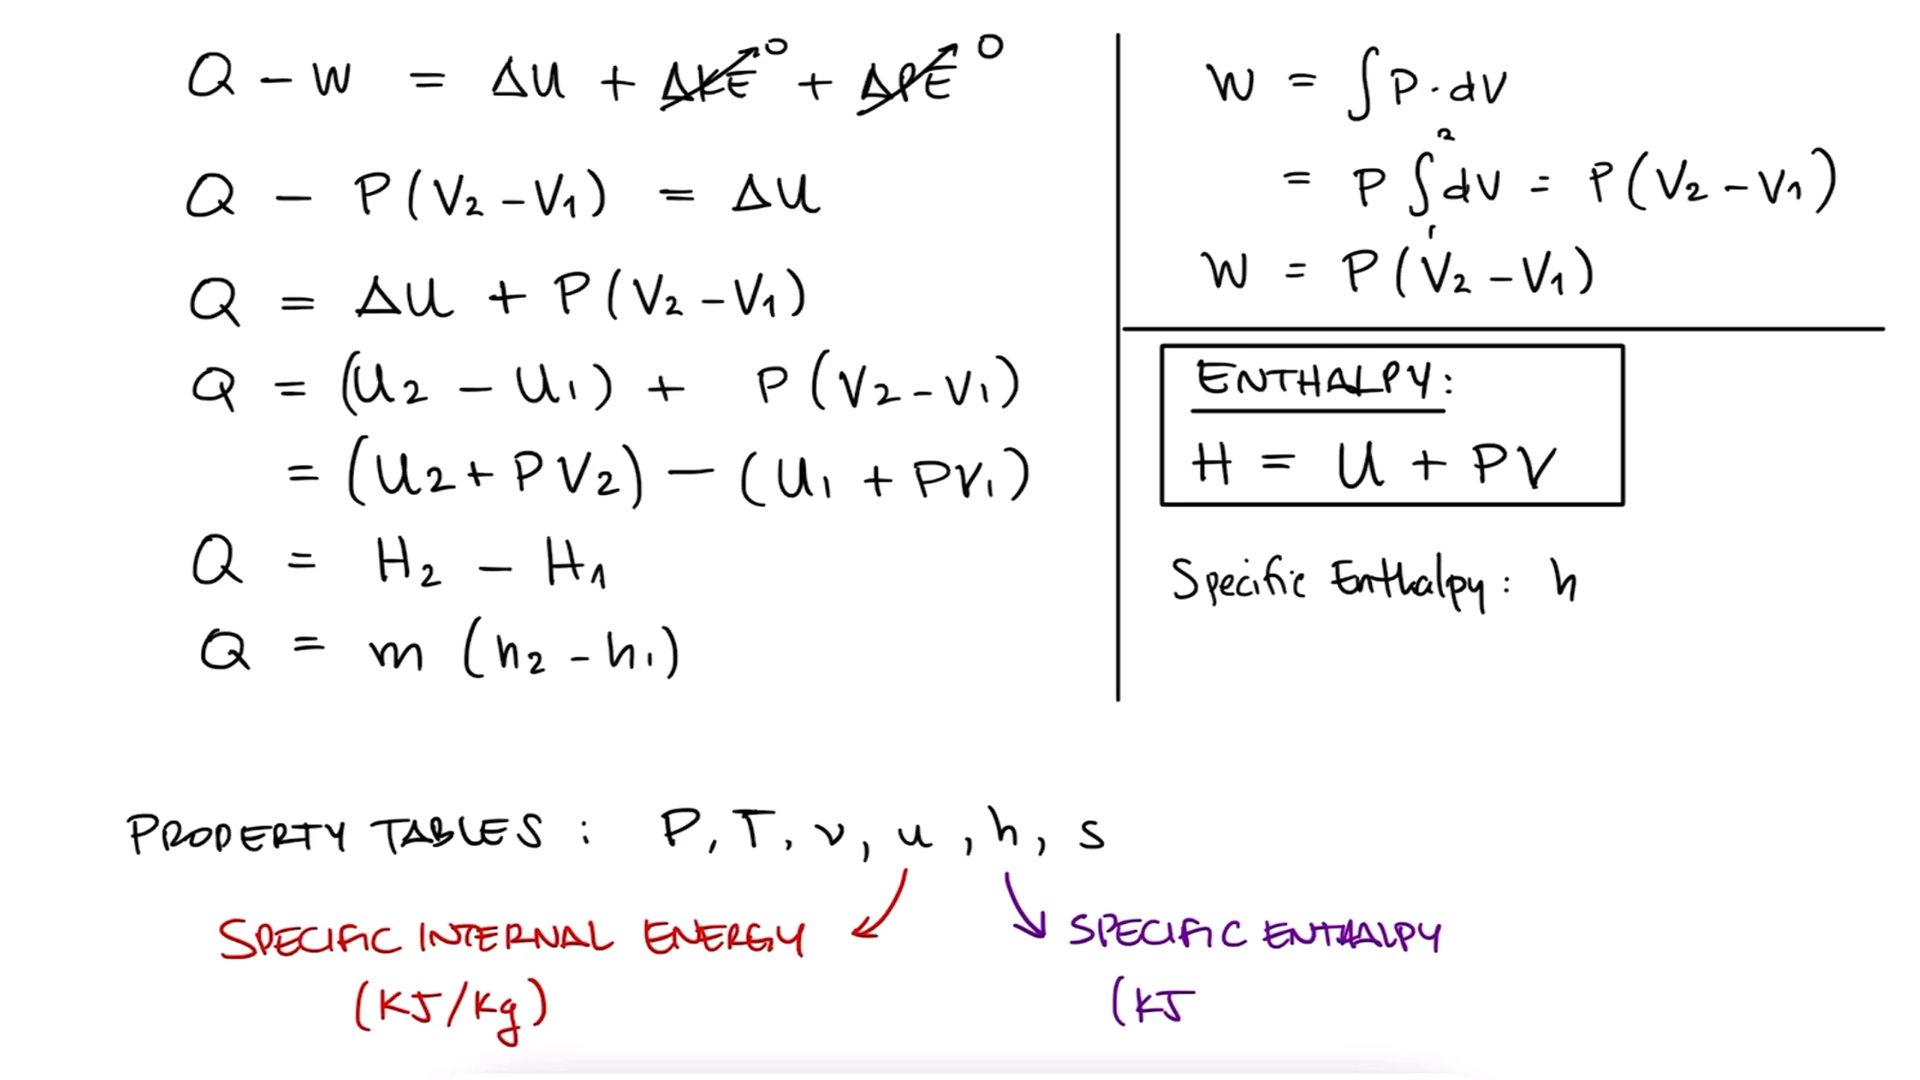 Q - W = ΔU + ΔKE⁰ + ΔPE⁰
Q - P(V₂ - V₁) = ΔU
Q = ΔU + P(V₂ - V₁)
Q = (U₂ - U₁) + P(V₂ - V₁)
= (U₂ + PV₂) - (U₁ + PV₁)
Q = H₂ - H₁
Q = m (h₂ - h₁)
W = ∫P·dV
= P ∫₁² dV = P(V₂ - V₁)
W = P(V₂ - V₁)
ENTHALPY:
H = U + PV
Specific Enthalpy: h
PROPERTY TABLES : P, T, v, u, h, s
SPECIFIC INTERNAL ENERGY
(KJ/Kg)
SPECIFIC ENTHALPY
(KJ